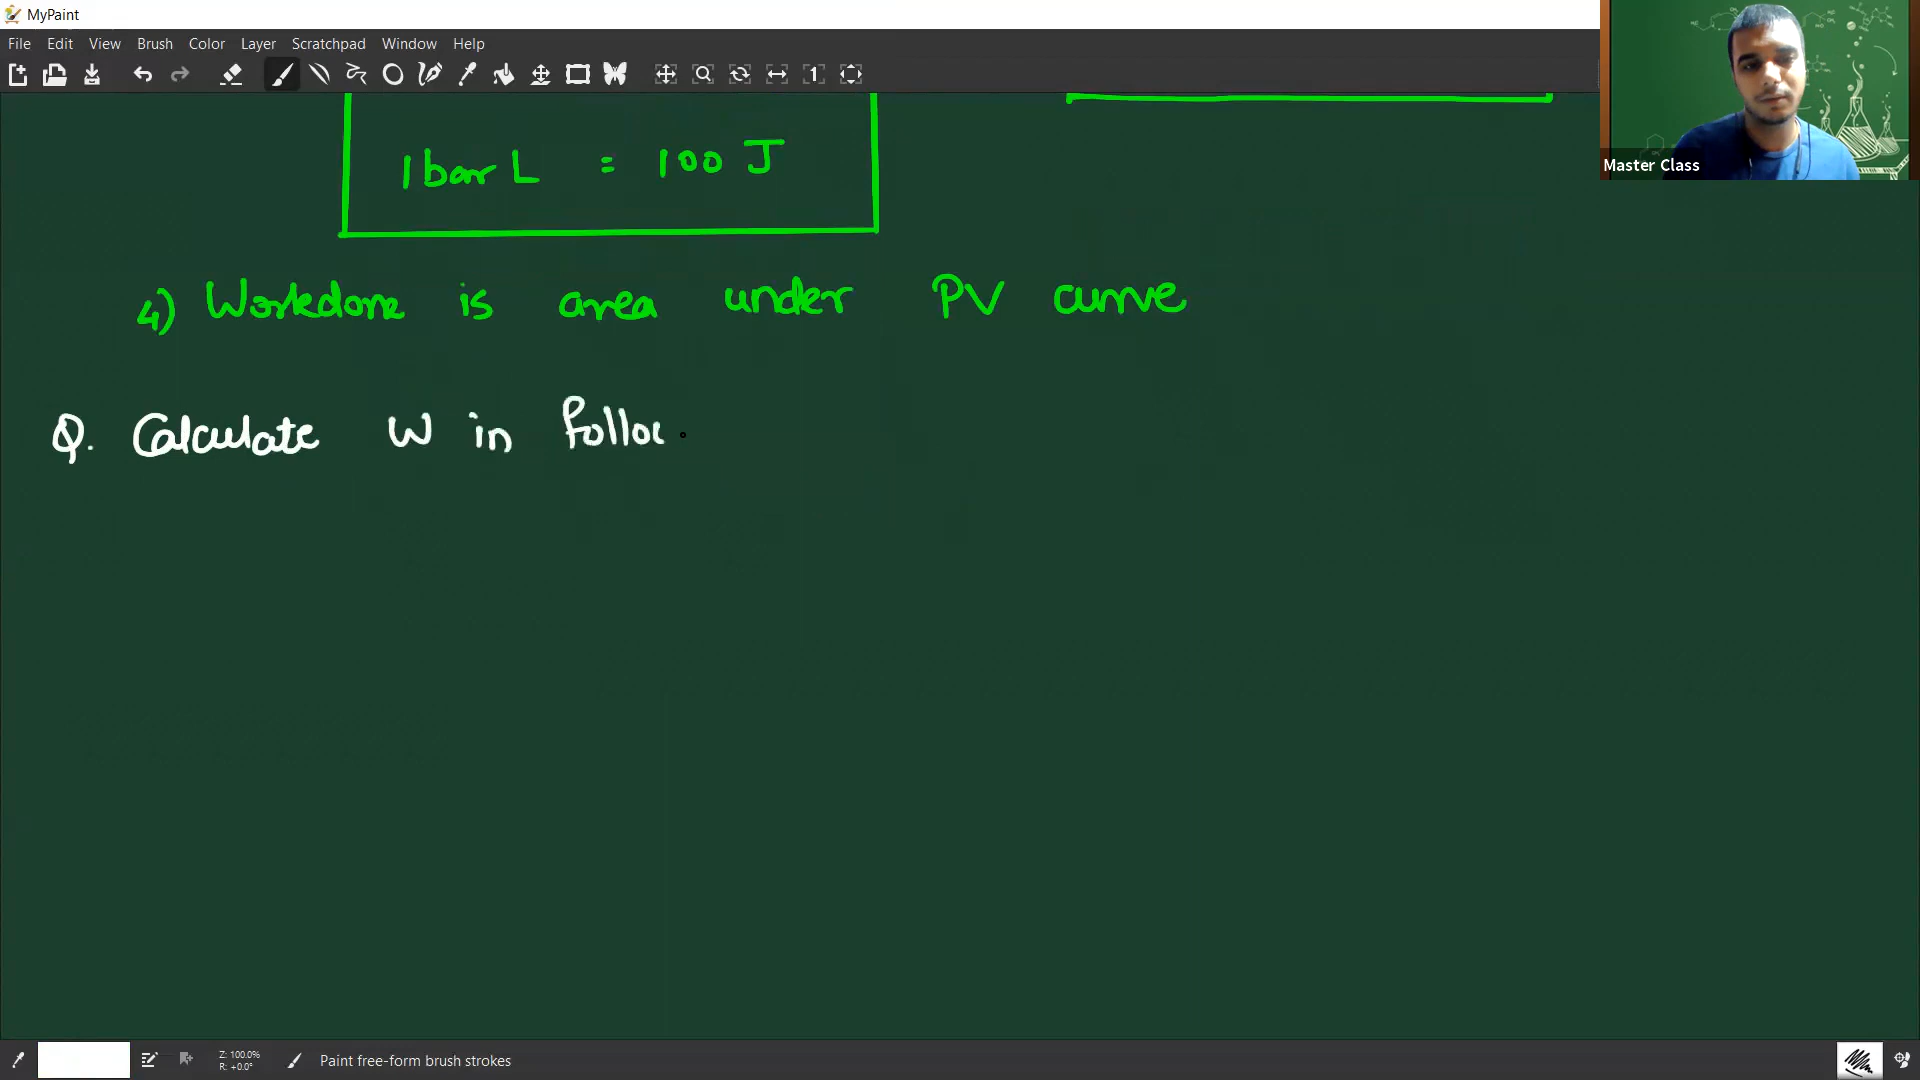 MyPaint
File Edit View Brush Color Layer Scratchpad Window Help
1
Master Class
1 bar L = 100 J
4) Workdone is area under PV curve
Q. Calculate W in follo
Z: 100.0%
R: +0.0°
Paint free-form brush strokes